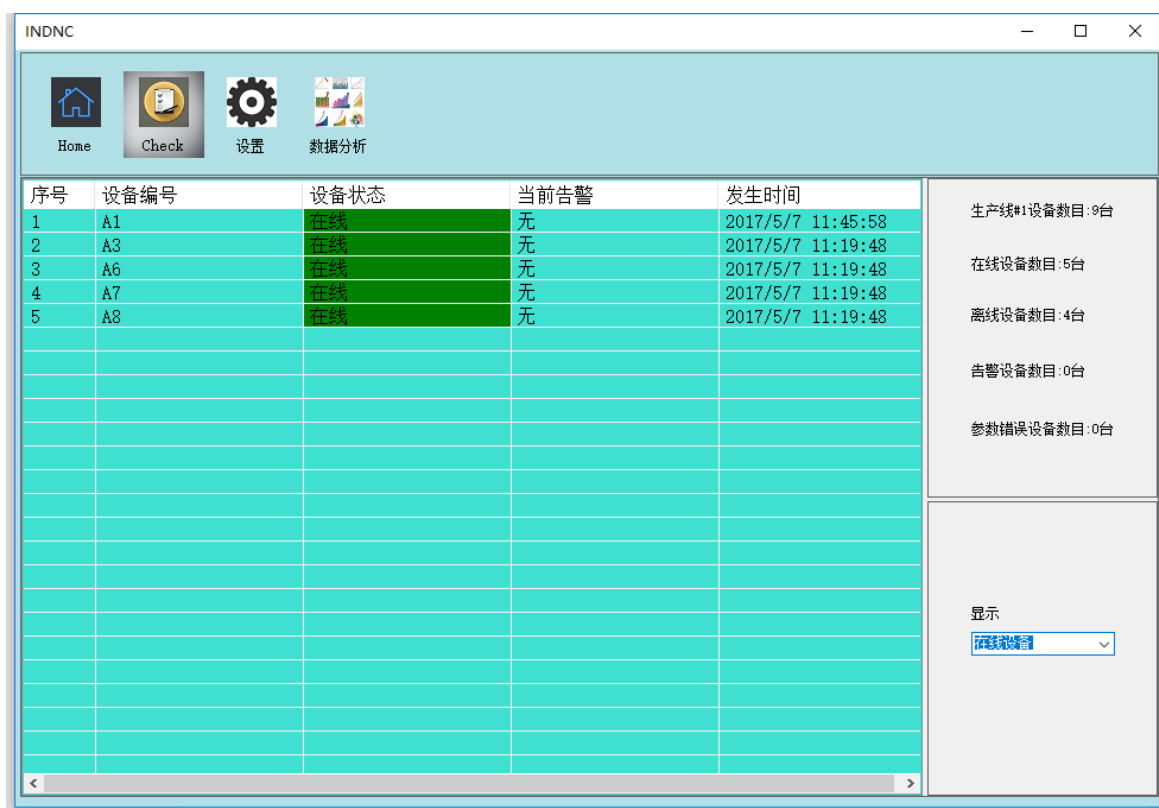 INDNC
Home Check 设置 数据分析
序号 设备编号 设备状态 当前告警 发生时间
1 A1 在线 无 2017/5/7 11:45:58
2 A3 在线 无 2017/5/7 11:19:48
3 A6 在线 无 2017/5/7 11:19:48
4 A7 在线 无 2017/5/7 11:19:48
5 A8 在线 无 2017/5/7 11:19:48
生产线#1设备数目:9台
在线设备数目:5台
离线设备数目:4台
告警设备数目:0台
参数错误设备数目:0台
显示
在线设备